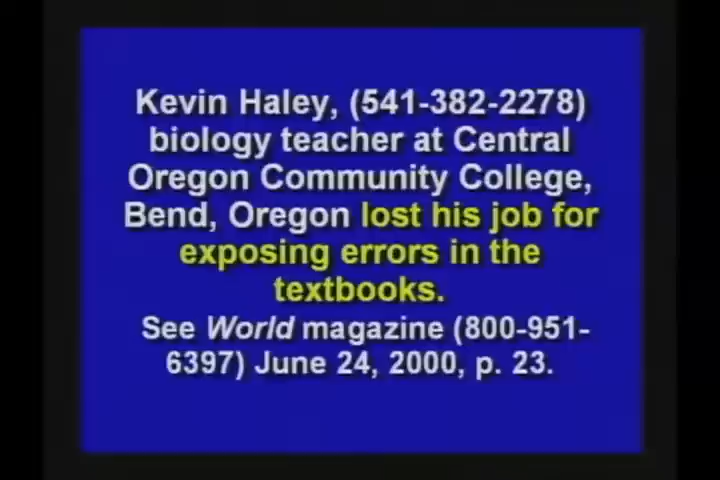 Kevin Haley, (541-382-2278)
biology teacher at Central
Oregon Community College,
Bend, Oregon lost his job for
exposing errors in the
textbooks.
See World magazine (800-951-
6397) June 24, 2000, p. 23.